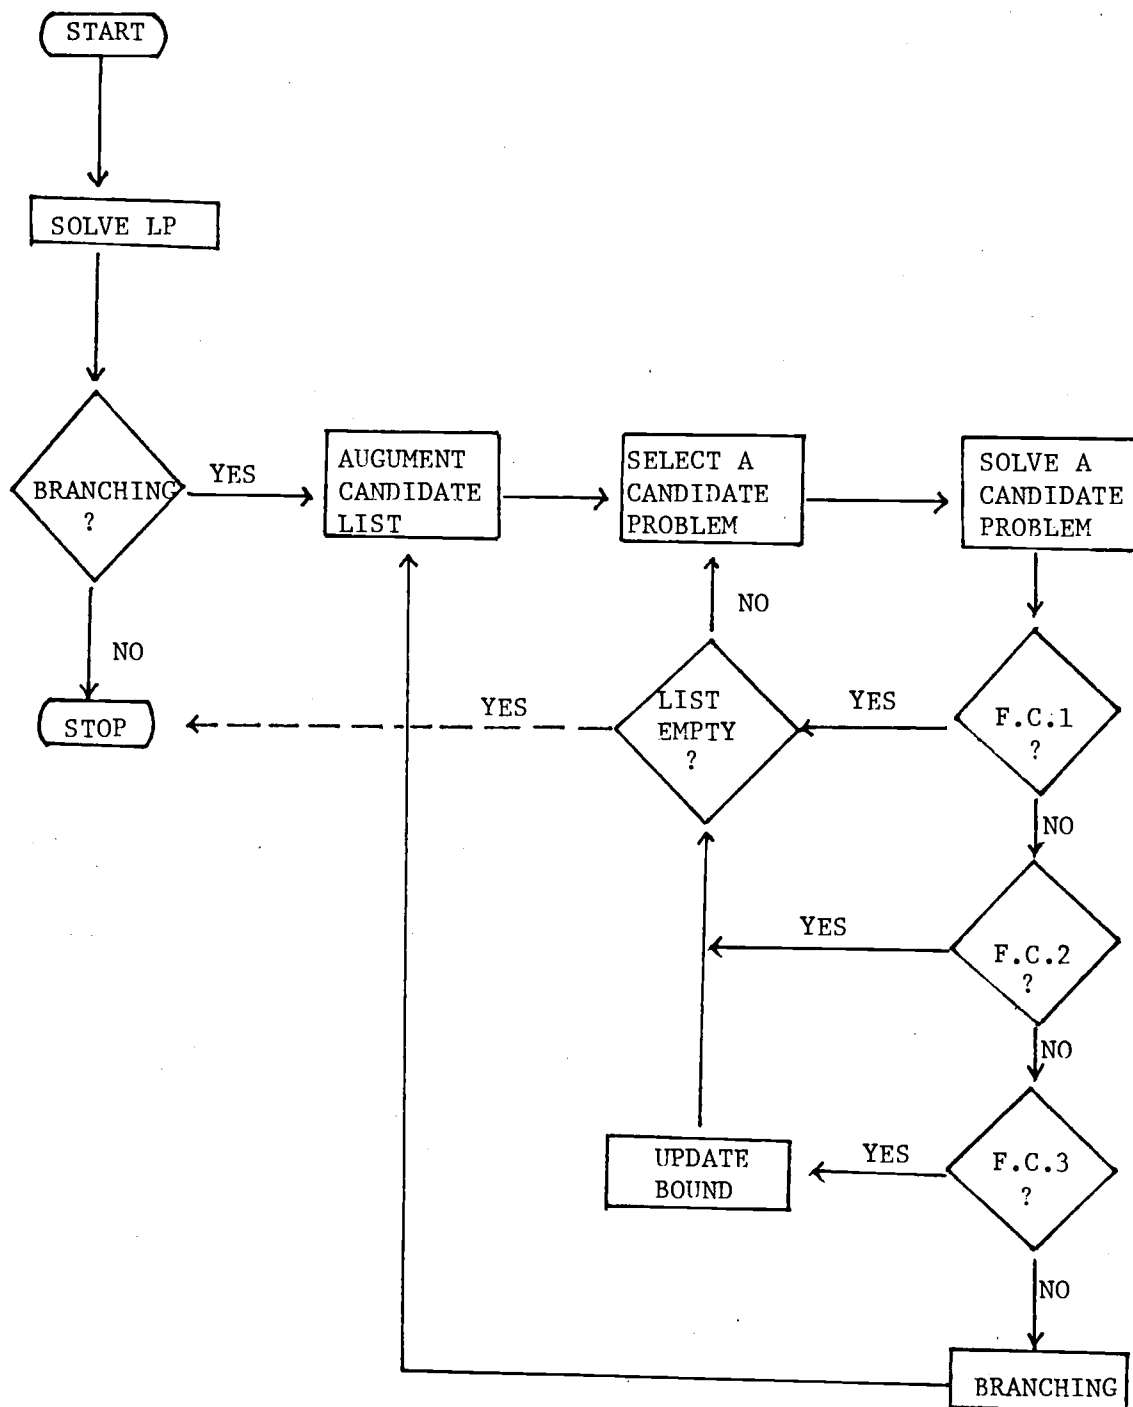 START
SOLVE LP
BRANCHING
?
YES
NO
STOP
AUGUMENT
CANDIDATE
LIST
SELECT A
CANDIDATE
PROBLEM
SOLVE A
CANDIDATE
PROBLEM
NO
LIST
EMPTY
?
YES
YES
F.C.1
?
NO
YES
F.C.2
?
NO
YES
F.C.3
?
UPDATE
BOUND
NO
BRANCHING